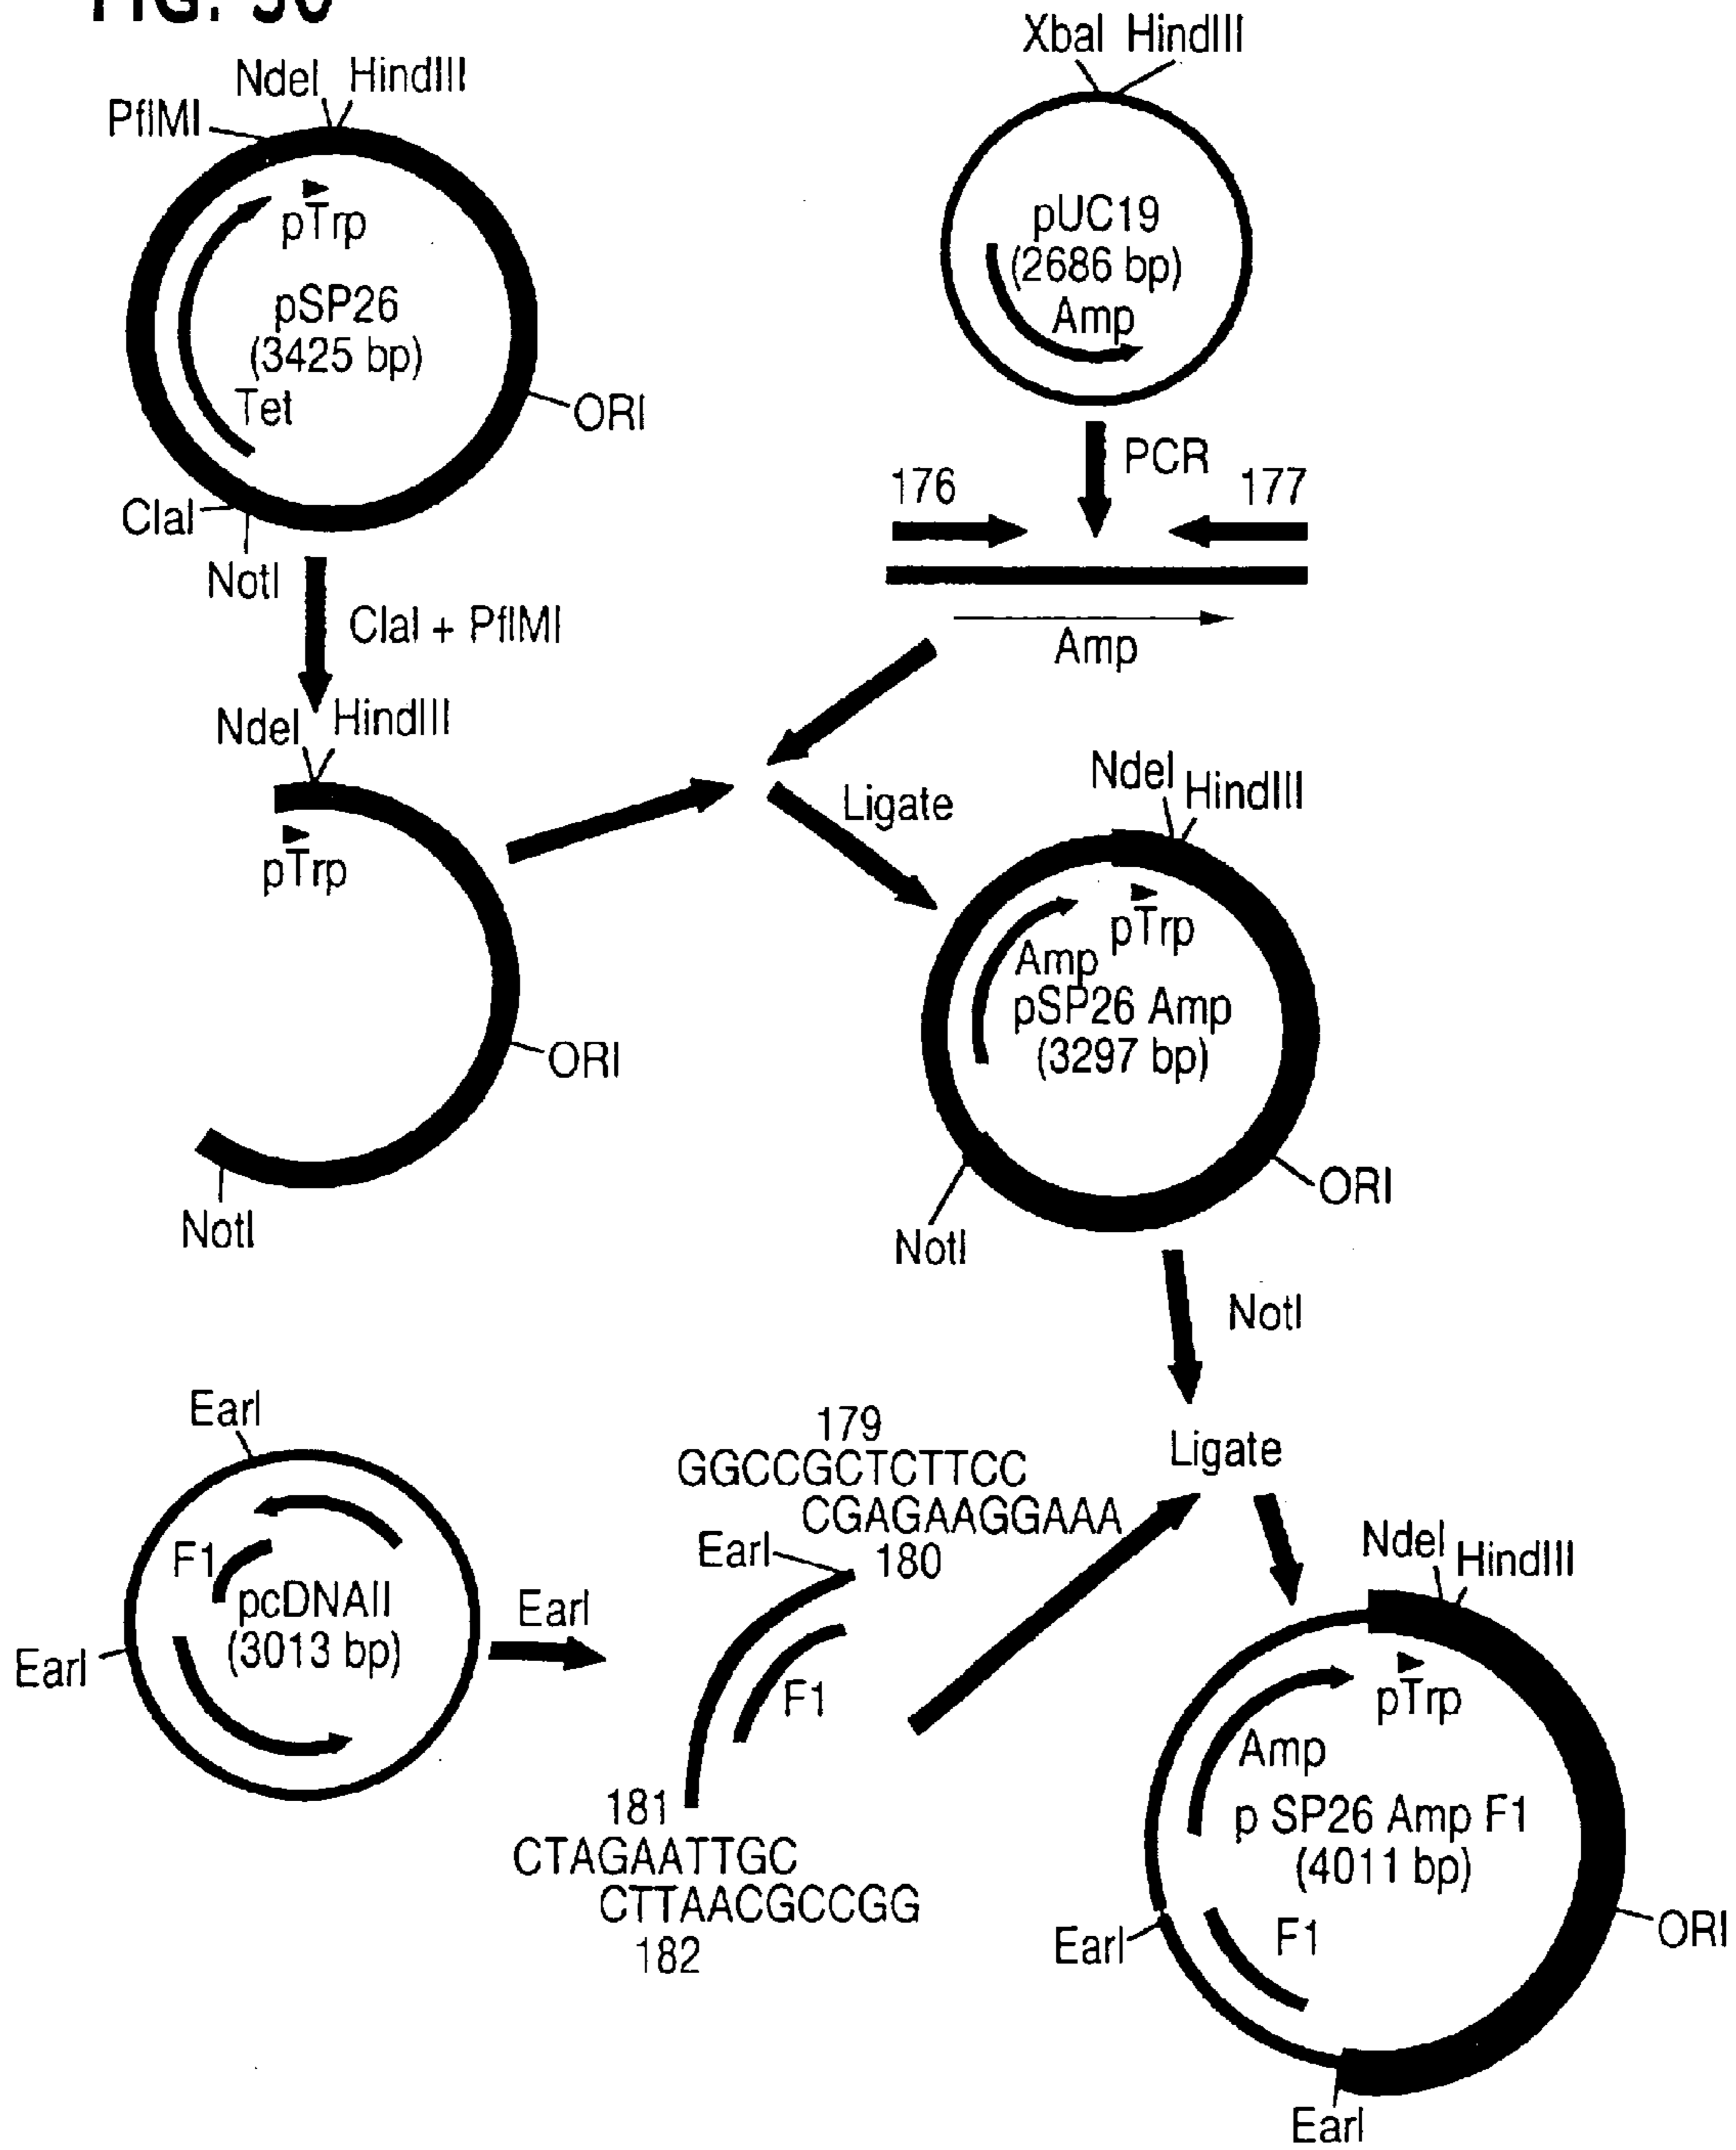 FIG. 30
NdeI HindIII
PflMI
pTrp
pSP26
(3425 bp)
Tet
ORI
ClaI
NotI
ClaI + PflMI
XbaI HindIII
pUC19
(2686 bp)
Amp
PCR
176 177
Amp
NdeI HindIII
pTrp
ORI
NotI
Ligate
NdeI HindIII
pTrp
Amp
pSP26 Amp
(3297 bp)
ORI
NotI
NotI
Ligate
EarI
F1
pcDNAII
(3013 bp)
EarI
EarI
179
GGCCGCTCTTCC
CGAGAAGGAAA
EarI
180
F1
181
CTAGAATTGC
CTTAACGCCGG
182
NdeI HindIII
pTrp
Amp
p SP26 Amp F1
(4011 bp)
ORI
EarI
F1
EarI